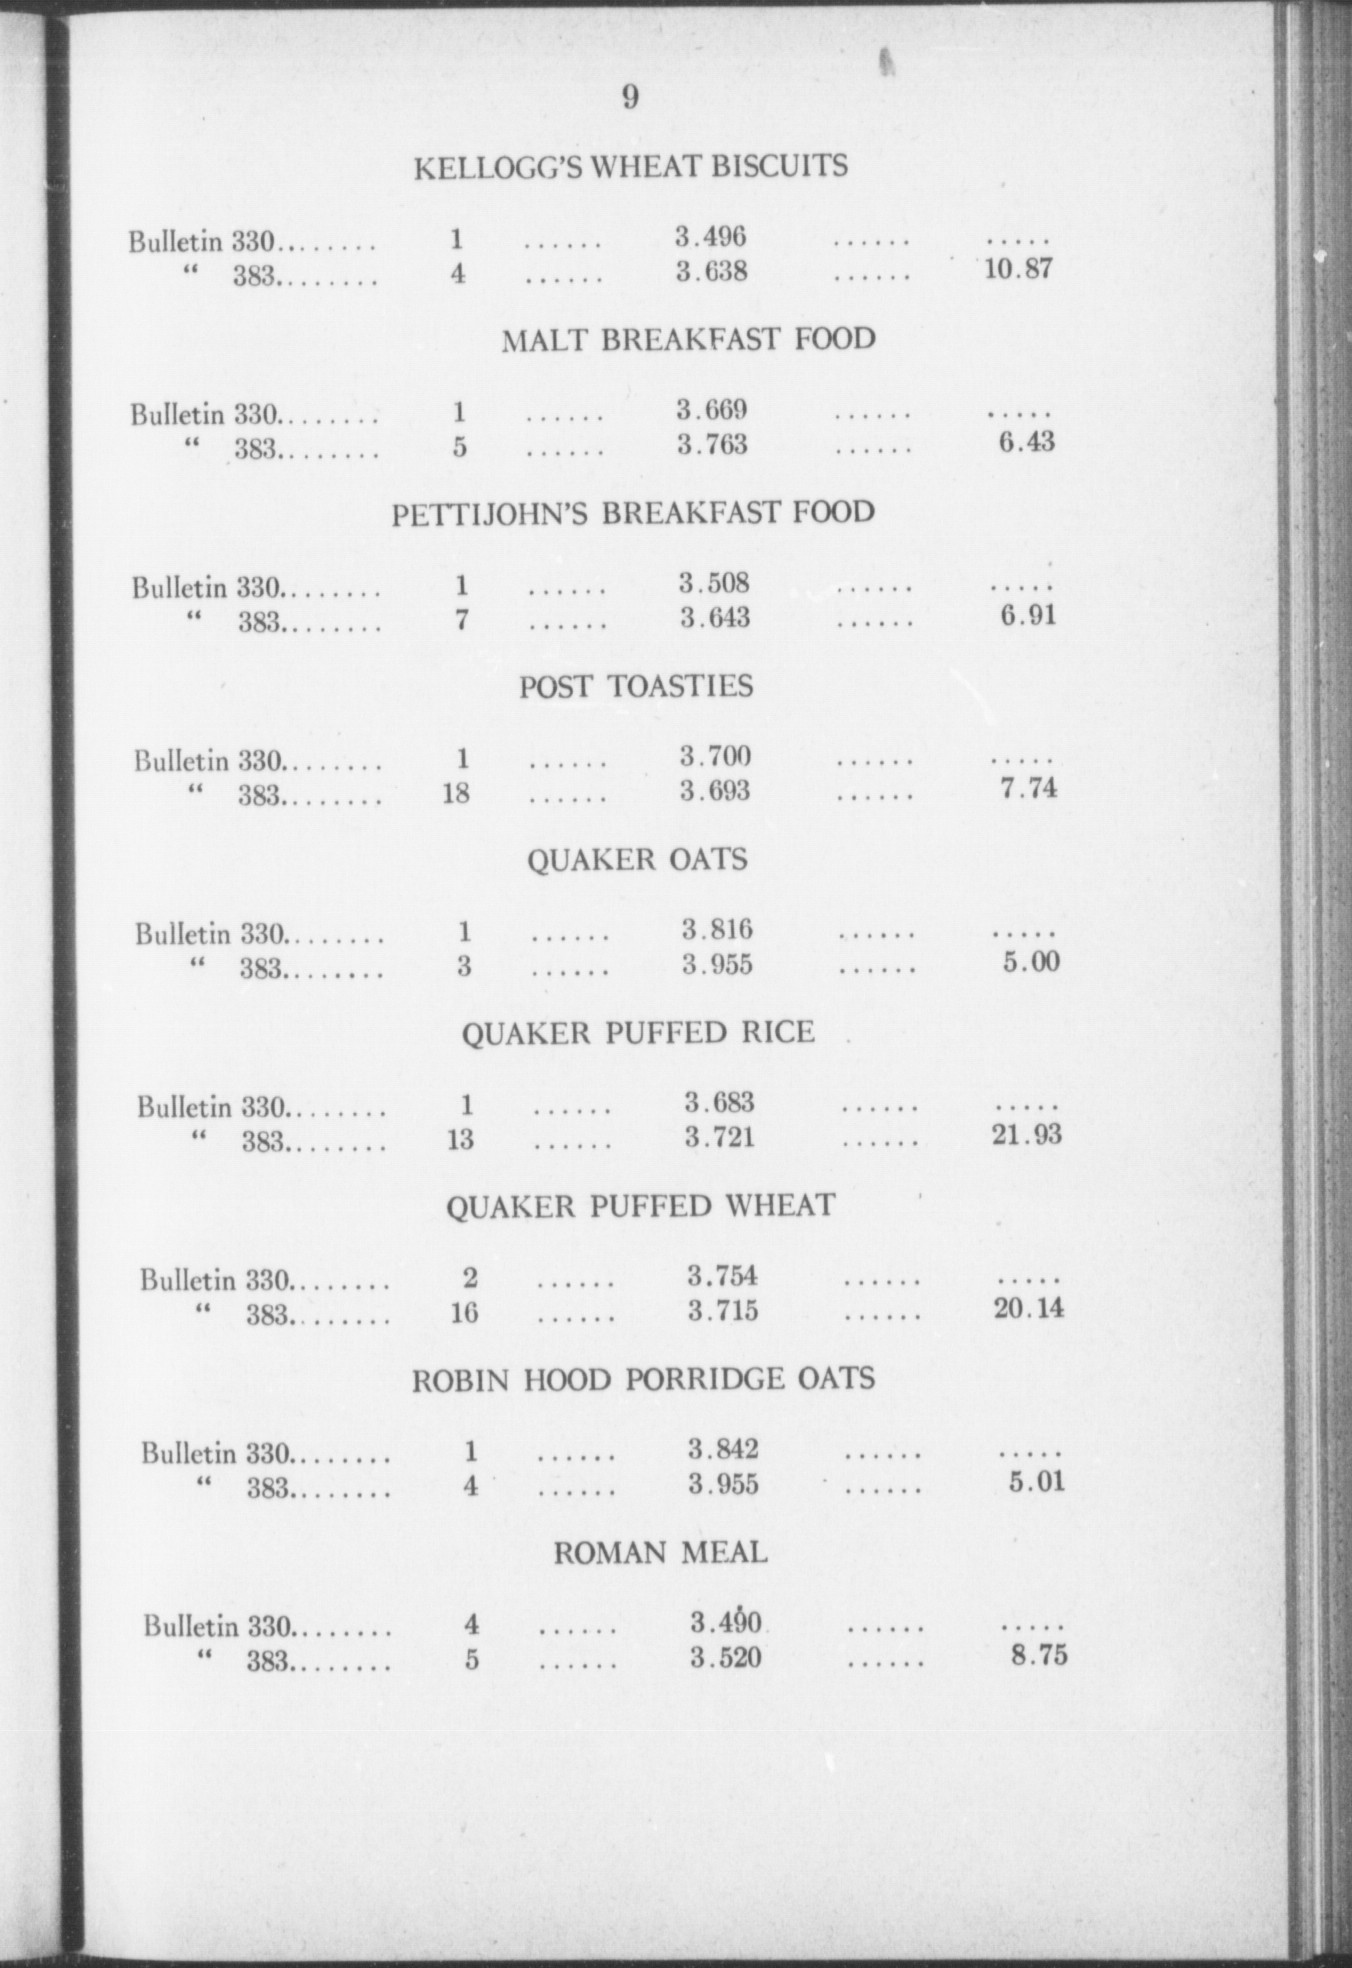 9
KELLOGG'S WHEAT BISCUITS
Bulletin 330........ 1 ...... 3.496 ...... .....
“ 383........ 4 ...... 3.638 ...... 10.87
MALT BREAKFAST FOOD
Bulletin 330........ 1 ...... 3.669 ...... .....
“ 383........ 5 ...... 3.763 ...... 6.43
PETTIJOHN'S BREAKFAST FOOD
Bulletin 330........ 1 ...... 3.508 ...... .....
“ 383........ 7 ...... 3.643 ...... 6.91
POST TOASTIES
Bulletin 330........ 1 ...... 3.700 ...... .....
“ 383........ 18 ...... 3.693 ...... 7.74
QUAKER OATS
Bulletin 330........ 1 ...... 3.816 ...... .....
“ 383........ 3 ...... 3.955 ...... 5.00
QUAKER PUFFED RICE
Bulletin 330........ 1 ...... 3.683 ...... .....
“ 383........ 13 ...... 3.721 ...... 21.93
QUAKER PUFFED WHEAT
Bulletin 330........ 2 ...... 3.754 ...... .....
“ 383........ 16 ...... 3.715 ...... 20.14
ROBIN HOOD PORRIDGE OATS
Bulletin 330........ 1 ...... 3.842 ...... .....
“ 383........ 4 ...... 3.955 ...... 5.01
ROMAN MEAL
Bulletin 330........ 4 ...... 3.490 ...... .....
“ 383........ 5 ...... 3.520 ...... 8.75